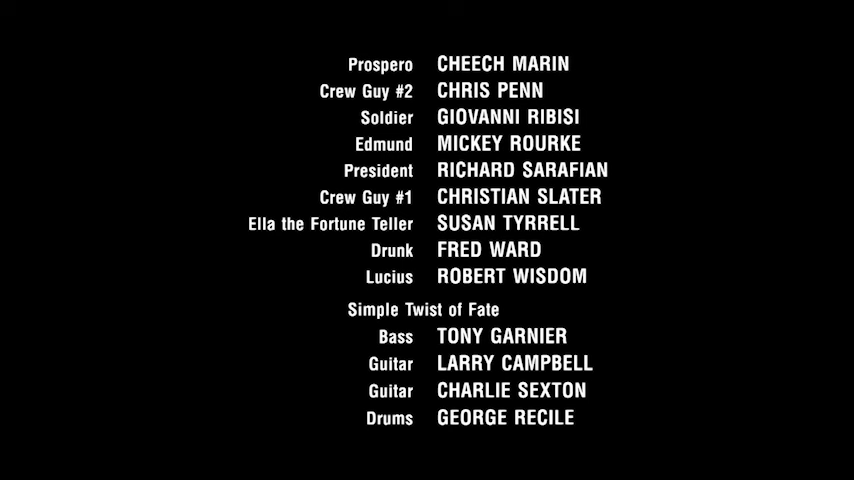 Prospero CHEECH MARIN
Crew Guy #2 CHRIS PENN
Soldier GIOVANNI RIBISI
Edmund MICKEY ROURKE
President RICHARD SARAFIAN
Crew Guy #1 CHRISTIAN SLATER
Ella the Fortune Teller SUSAN TYRRELL
Drunk FRED WARD
Lucius ROBERT WISDOM
Simple Twist of Fate
Bass TONY GARNIER
Guitar LARRY CAMPBELL
Guitar CHARLIE SEXTON
Drums GEORGE RECILE